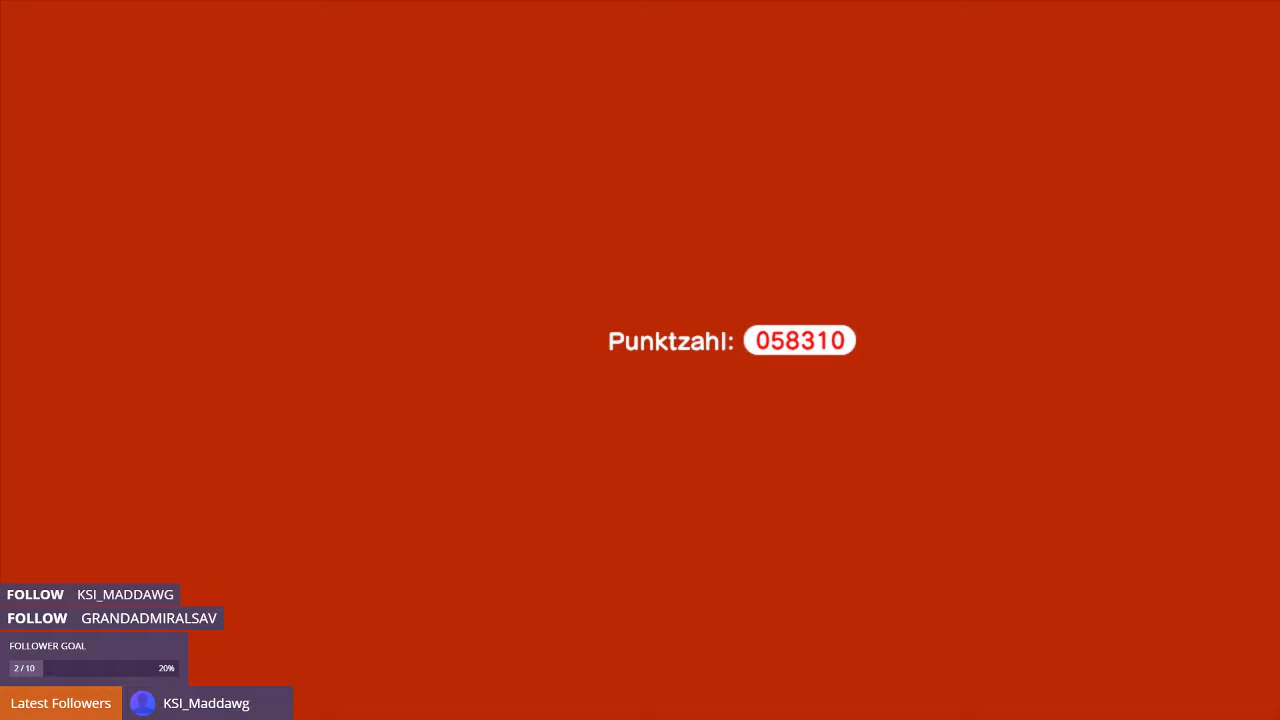 Punktzahl: 058310
FOLLOW KSI_MADDAWG
FOLLOW GRANDADMIRALSAV
FOLLOWER GOAL
2 / 10 20%
Latest Followers KSI_Maddawg